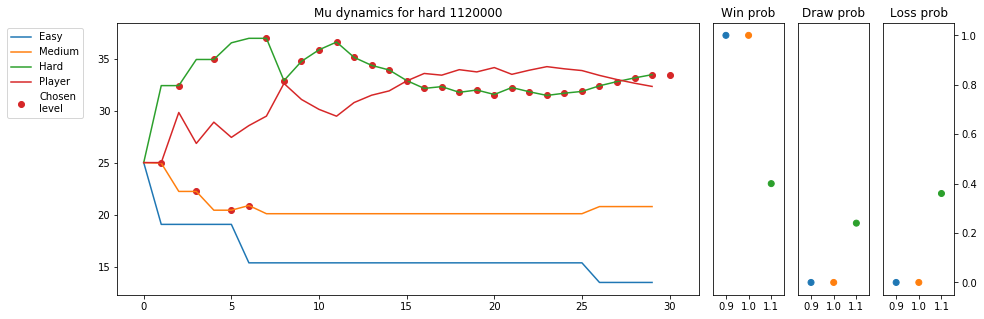 Mu dynamics for hard 1120000
Win prob
Draw prob
Loss prob
Easy
Medium
Hard
Player
Chosen
level
35
30
25
20
15
0
5
10
15
20
25
30
0.9 1.0 1.1
0.9 1.0 1.1
0.9 1.0 1.1
1.0
0.8
0.6
0.4
0.2
0.0